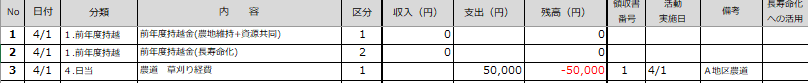 No 日付 分類 内　容 区分 収入（円） 支出（円） 残高（円） 領収書番号 活動実施日 備考 長寿命化への活用
1 4/1 1.前年度持越 前年度持越金(農地維持+資源共同) 1 0 0
2 4/1 1.前年度持越 前年度持越金(長寿命化) 2 0 0
3 4/1 4.日当 農道　草刈り経費 1 50,000 -50,000 1 4/1 A地区農道